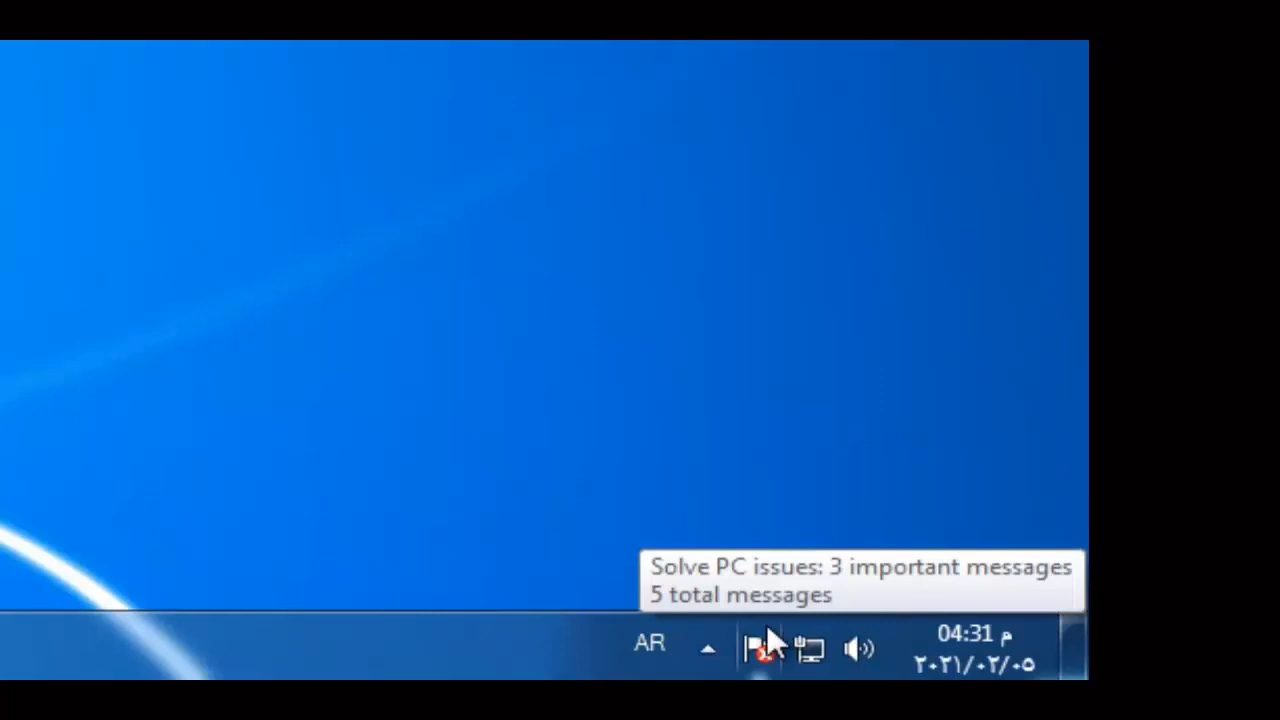 Solve PC issues: 3 important messages
5 total messages
AR
04:31 م
٢٠٢١/٠٢/٠٥